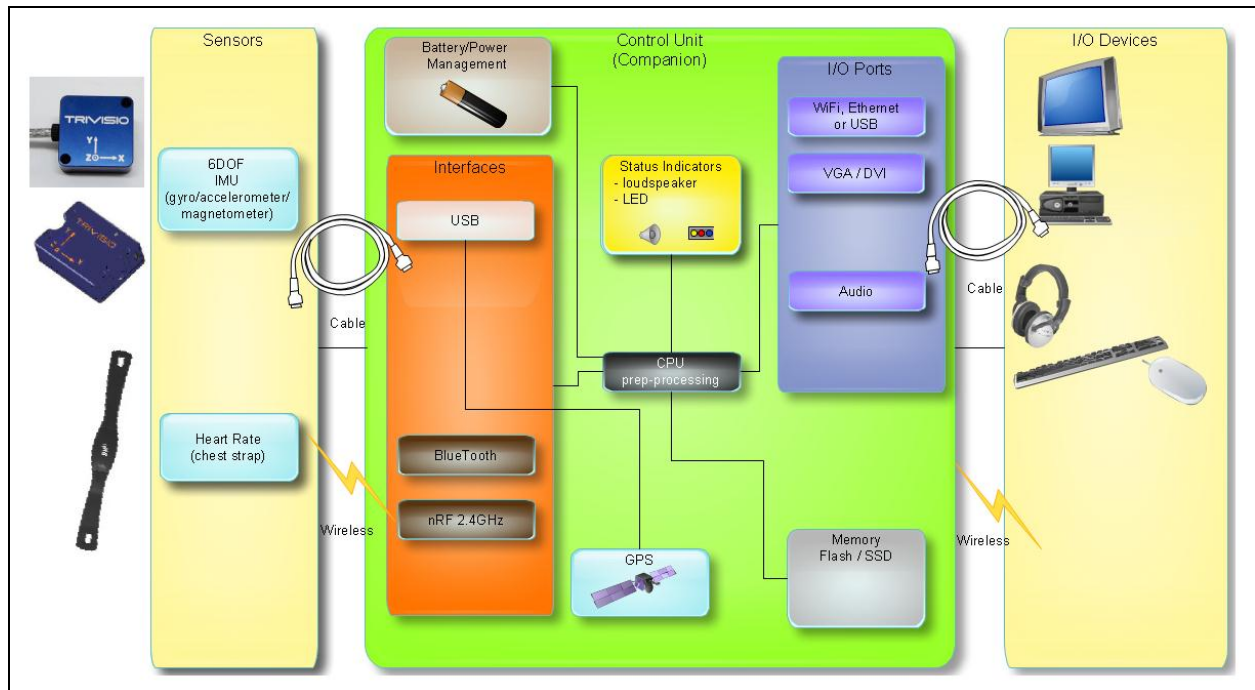 Sensors
TRIVISIO
Y
Z
X
TRIVISIO
6DOF
IMU
(gyro/accelerometer/
magnetometer)
Heart Rate
(chest strap)
Cable
Wireless
Control Unit
(Companion)
Battery/Power
Management
Interfaces
USB
BlueTooth
nRF 2.4GHz
Status Indicators
- loudspeaker
- LED
CPU
prep-processing
GPS
I/O Ports
WiFi, Ethernet
or USB
VGA / DVI
Audio
Memory
Flash / SSD
Cable
Wireless
I/O Devices